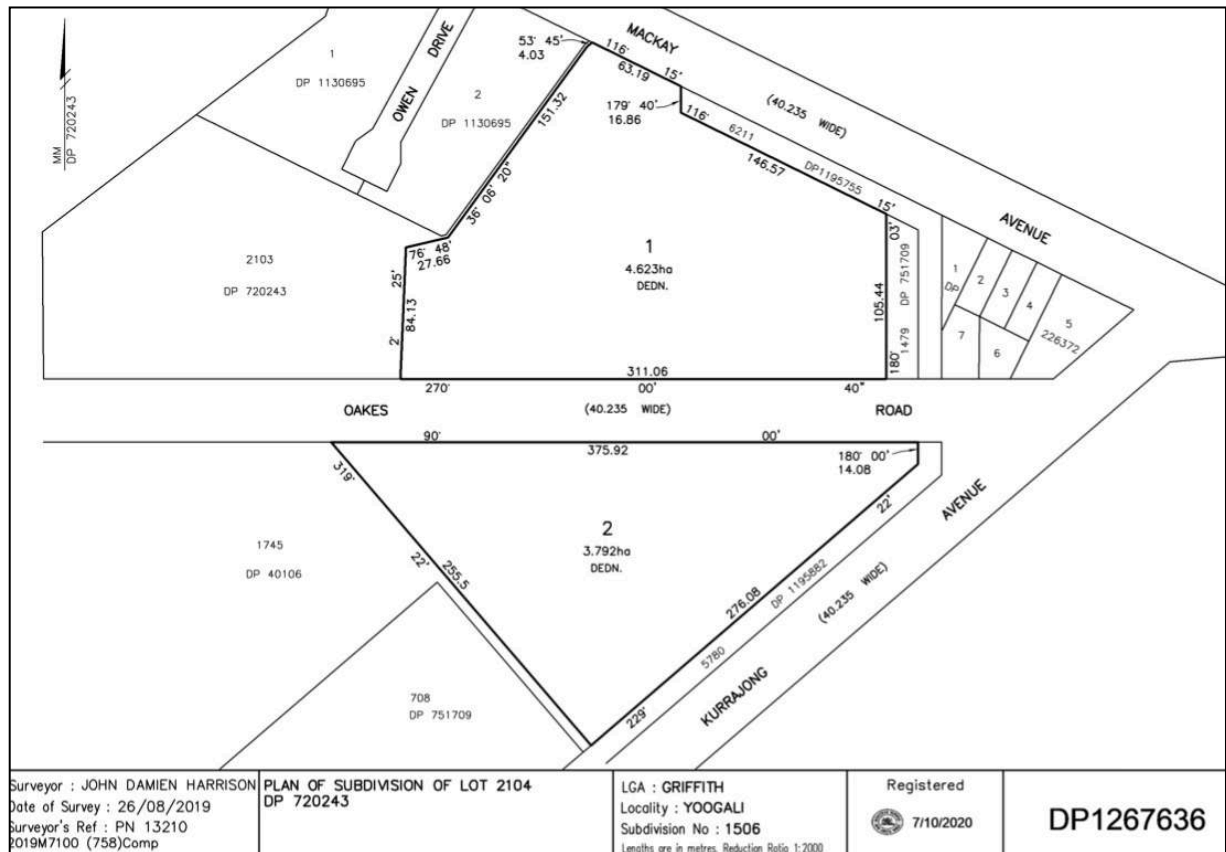 MM
DP 720243
1
DP 1130695
OWEN DRIVE
2
DP 1130695
53° 45'
4.03
MACKAY AVENUE
(40.235 WIDE)
116° 15'
63.19
179° 40'
16.86
116° 15'
146.57
6211
DP1195755
151.32
36° 06' 20"
76° 48'
27.66
2° 25'
84.13
2103
DP 720243
1
4.623ha
DEDN.
180° 03'
105.44
1479 DP 751709
1
DP
2
3
4
5
226372
7
6
311.06
270° 00' 40"
OAKES (40.235 WIDE) ROAD
90° 00'
375.92
180° 00'
14.08
319° 22'
255.5
2
3.792ha
DEDN.
229° 22'
276.08
5780 DP 1195882
KURRAJONG AVENUE
(40.235 WIDE)
1745
DP 40106
708
DP 751709
Surveyor : JOHN DAMIEN HARRISON
Date of Survey : 26/08/2019
Surveyor's Ref : PN 13210
2019M7100 (758)Comp
PLAN OF SUBDIVISION OF LOT 2104
DP 720243
LGA : GRIFFITH
Locality : YOOGALI
Subdivision No : 1506
Lengths are in metres. Reduction Ratio 1:2000
Registered
7/10/2020
DP1267636